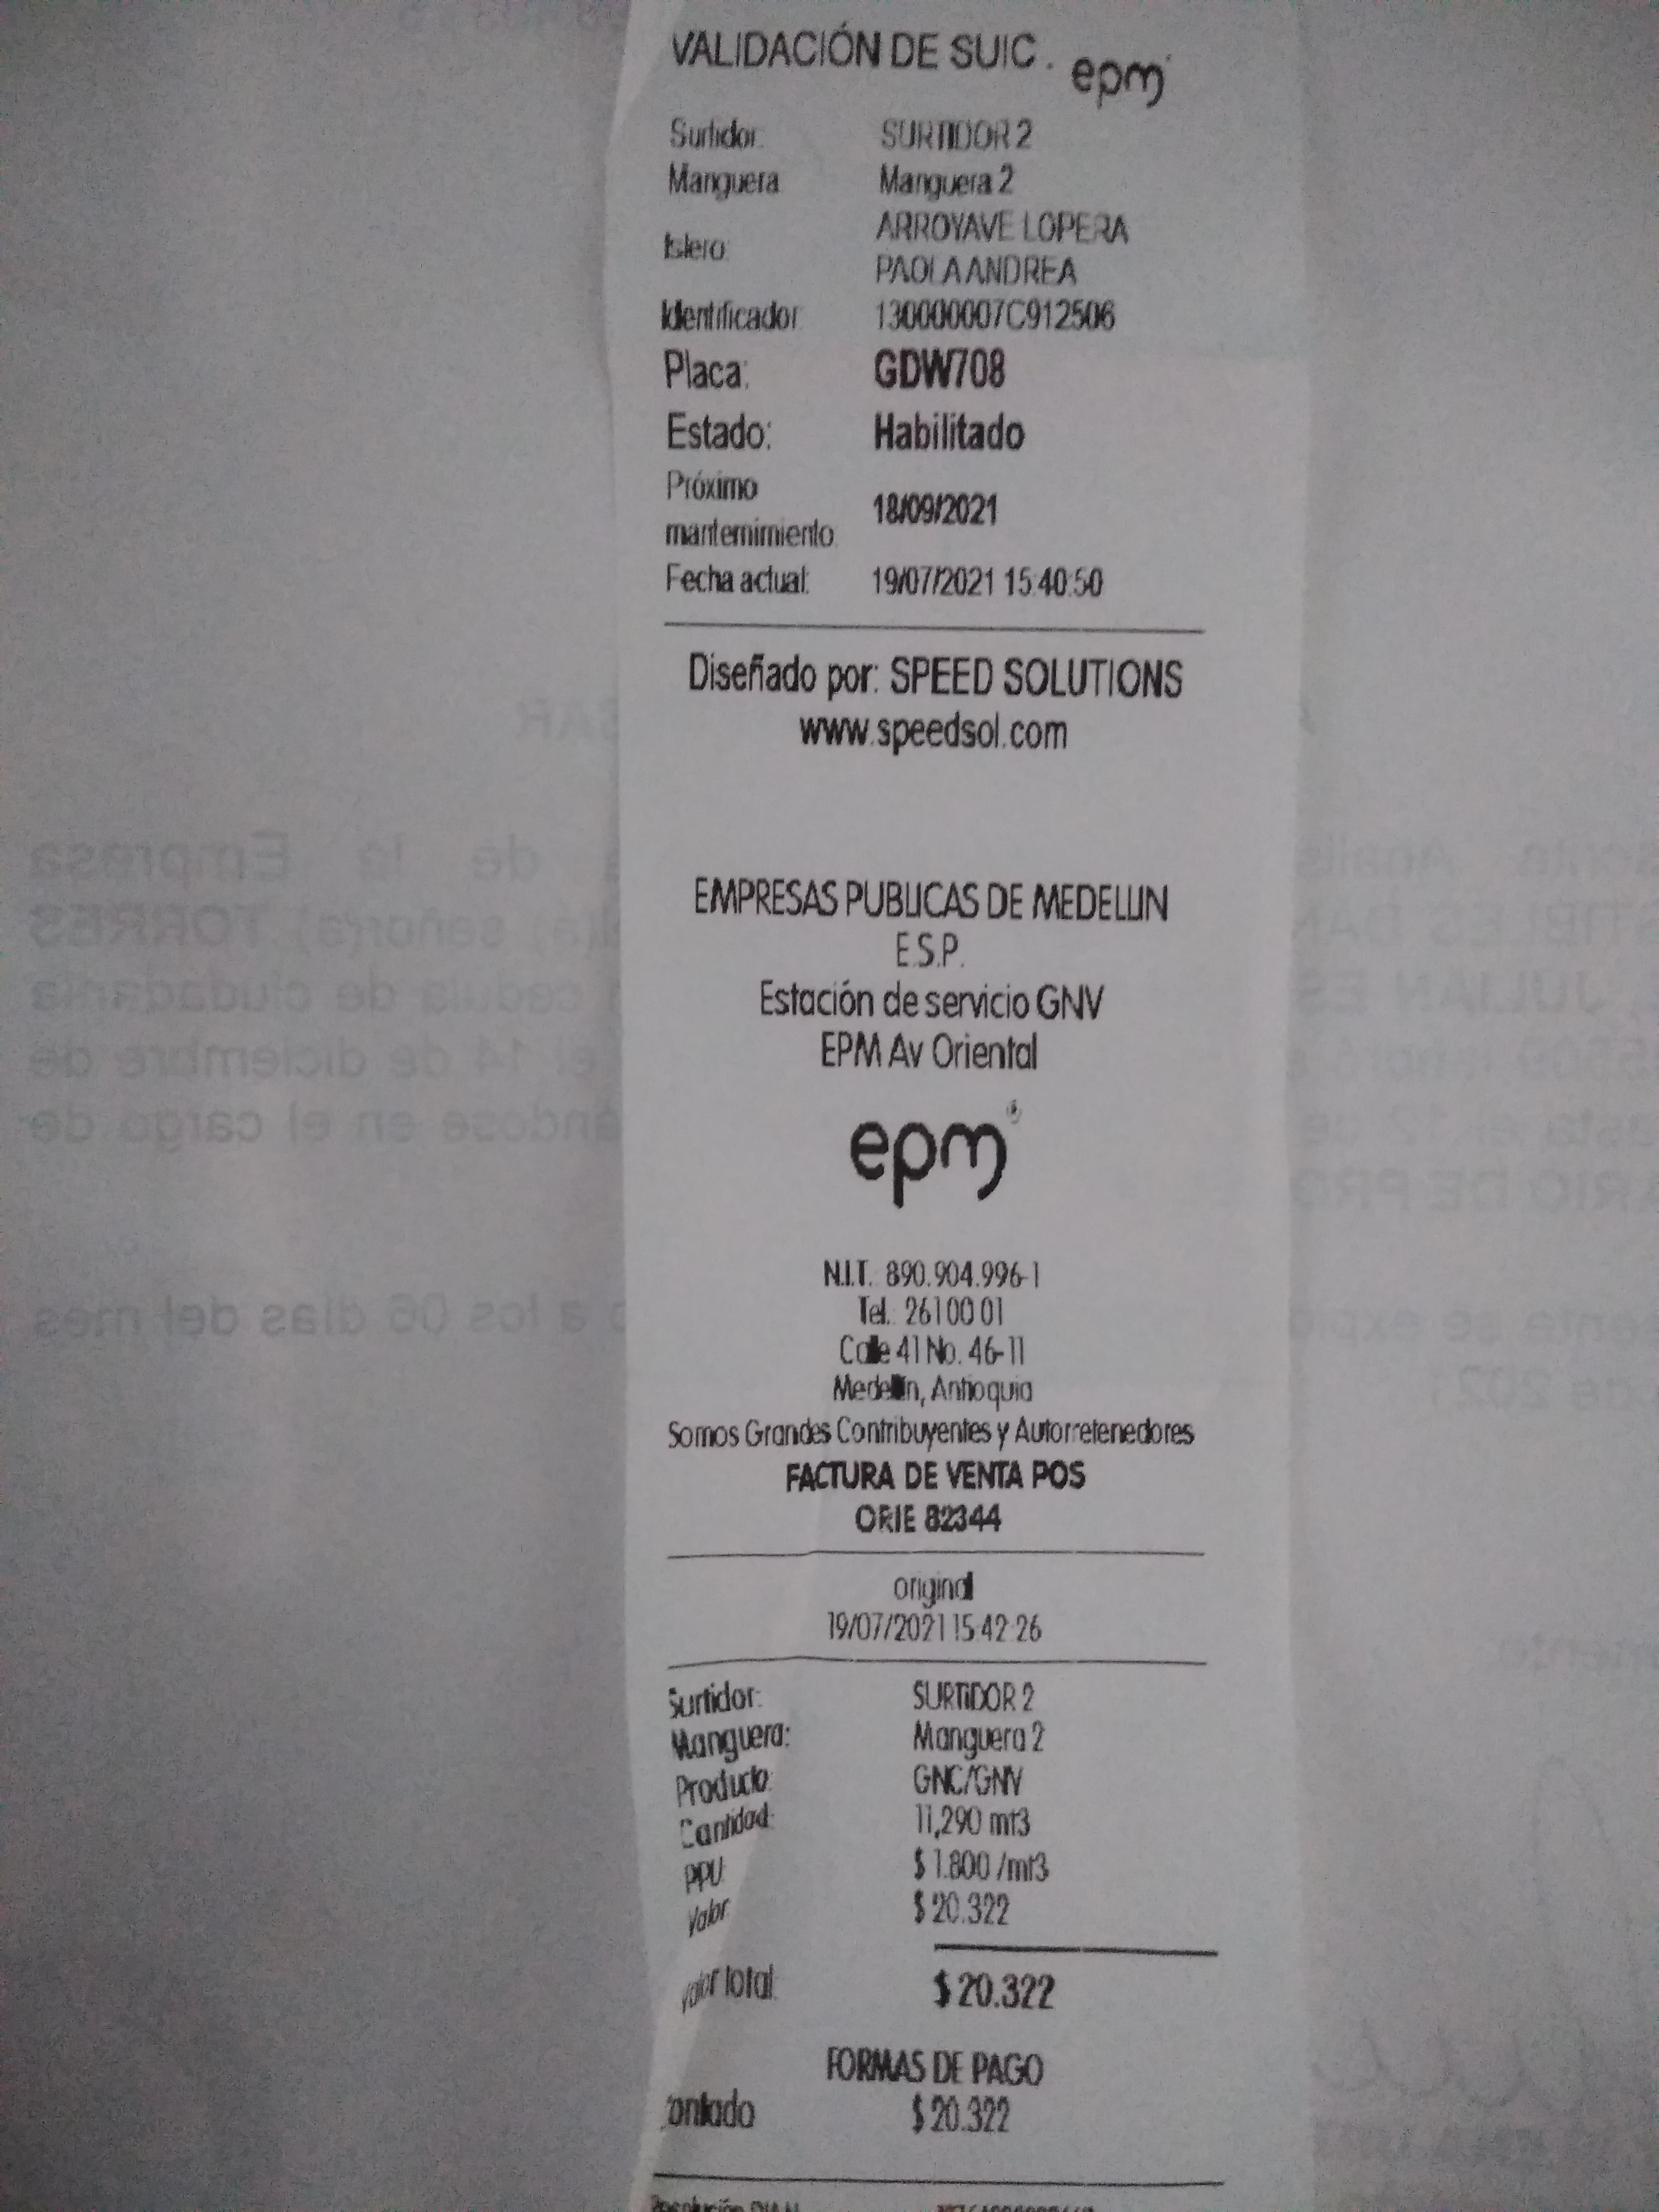 VALIDACIÓN DE SUIC. epm
Surtidor: SURTIDOR 2
Manguera Manguera 2
Islero: ARROYAVE LOPERA
PAOLA ANDREA
Identificador 130000007C912506
Placa: GDW708
Estado: Habilitado
Próximo
mantenimiento 18/09/2021
Fecha actual: 19/07/2021 15:40:50
Diseñado por: SPEED SOLUTIONS
www.speedsol.com
EMPRESAS PUBLICAS DE MEDELLIN
E.S.P.
Estación de servicio GNV
EPM Av Oriental
epm
N.I.T. 890.904.996-1
Tel.: 261 00 01
Calle 41 No. 46-11
Medellín, Antioquia
Somos Grandes Contribuyentes y Autorretenedores
FACTURA DE VENTA POS
ORIE 82344
original
19/07/2021 15:42:26
Surtidor: SURTIDOR 2
Manguera: Manguera 2
Producto: GNC/GNV
Cantidad: 11,290 mt3
PPU $ 1.800 /mt3
Valor $ 20.322
Valor total: $ 20.322
FORMAS DE PAGO
Contado $ 20.322